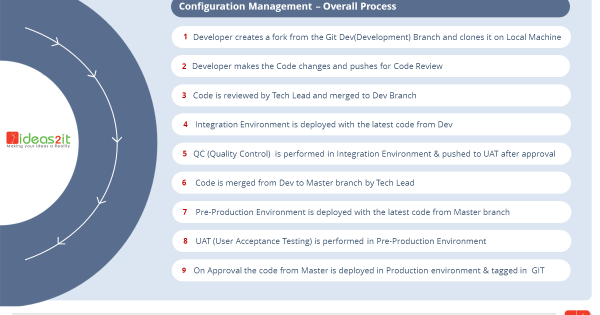 Configuration Management – Overall Process
1 Developer creates a fork from the Git Dev(Development) Branch and clones it on Local Machine
2 Developer makes the Code changes and pushes for Code Review
3 Code is reviewed by Tech Lead and merged to Dev Branch
4 Integration Environment is deployed with the latest code from Dev
5 QC (Quality Control) is performed in Integration Environment & pushed to UAT after approval
6 Code is merged from Dev to Master branch by Tech Lead
7 Pre-Production Environment is deployed with the latest code from Master branch
8 UAT (User Acceptance Testing) is performed in Pre-Production Environment
9 On Approval the code from Master is deployed in Production environment & tagged in GIT
ideas2it
Making your Ideas a Reality